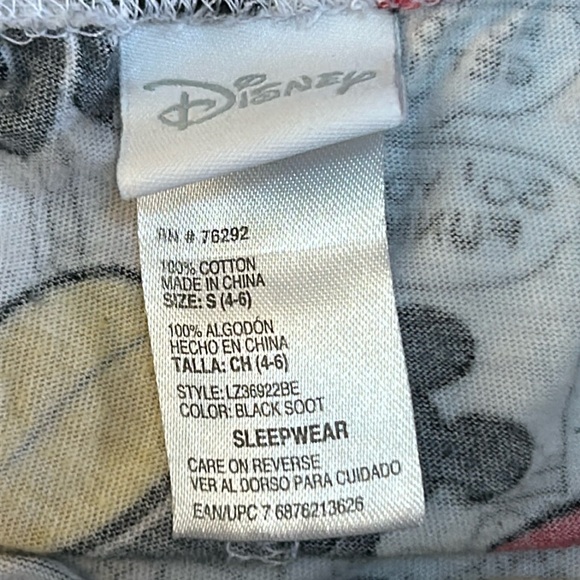 Disney
RN # 76292
100% COTTON
MADE IN CHINA
SIZE: S (4-6)
100% ALGODÓN
HECHO EN CHINA
TALLA: CH (4-6)
STYLE: LZ36922BE
COLOR: BLACK SOOT
SLEEPWEAR
CARE ON REVERSE
VER AL DORSO PARA CUIDADO
EAN/UPC 7 6876213626